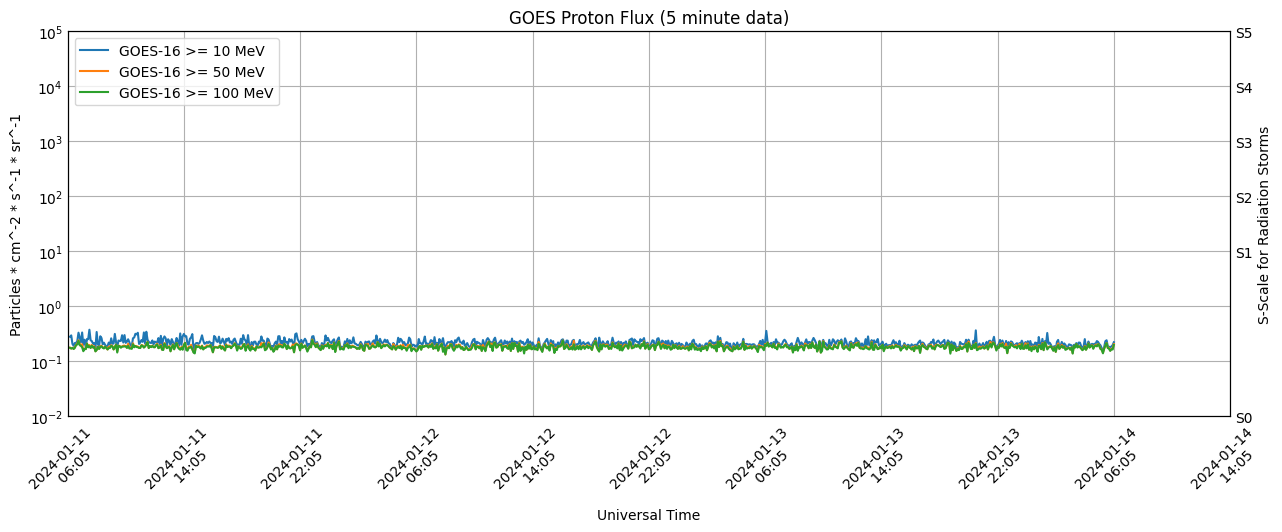 GOES Proton Flux (5 minute data)
GOES-16 >= 10 MeV
GOES-16 >= 50 MeV
GOES-16 >= 100 MeV
Particles * cm^-2 * s^-1 * sr^-1
10^5
10^4
10^3
10^2
10^1
10^0
10^-1
10^-2
S5
S4
S3
S2
S1
S0
S-Scale for Radiation Storms
2024-01-11
06:05
2024-01-11
14:05
2024-01-11
22:05
2024-01-12
06:05
2024-01-12
14:05
2024-01-12
22:05
2024-01-13
06:05
2024-01-13
14:05
2024-01-13
22:05
2024-01-14
06:05
2024-01-14
14:05
Universal Time